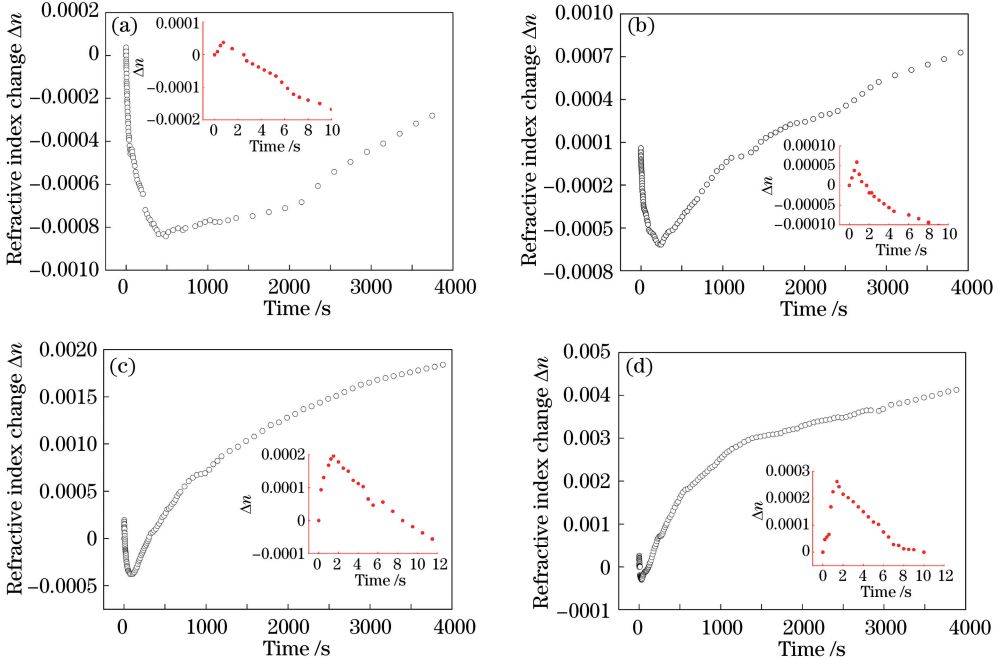 (a)
Refractive index change Δn
0.0002
0
−0.0002
−0.0004
−0.0006
−0.0008
−0.0010
0 1000 2000 3000 4000
Time /s
Δn
0.0001
0
−0.0001
−0.0002
0 2 4 6 8 10
Time /s
(b)
Refractive index change Δn
0.0010
0.0007
0.0004
0.0001
−0.0002
−0.0005
−0.0008
0 1000 2000 3000 4000
Time /s
Δn
0.00010
0.00005
0
−0.00005
−0.00010
0 2 4 6 8 10
Time /s
(c)
Refractive index change Δn
0.0020
0.0015
0.0010
0.0005
0
−0.0005
0 1000 2000 3000 4000
Time /s
Δn
0.0002
0.0001
0
−0.0001
0 2 4 6 8 10 12
Time /s
(d)
Refractive index change Δn
0.005
0.004
0.003
0.002
0.001
0
−0001
0 1000 2000 3000 4000
Time /s
Δn
0.0003
0.0002
0.0001
0
0 2 4 6 8 10 12
Time /s